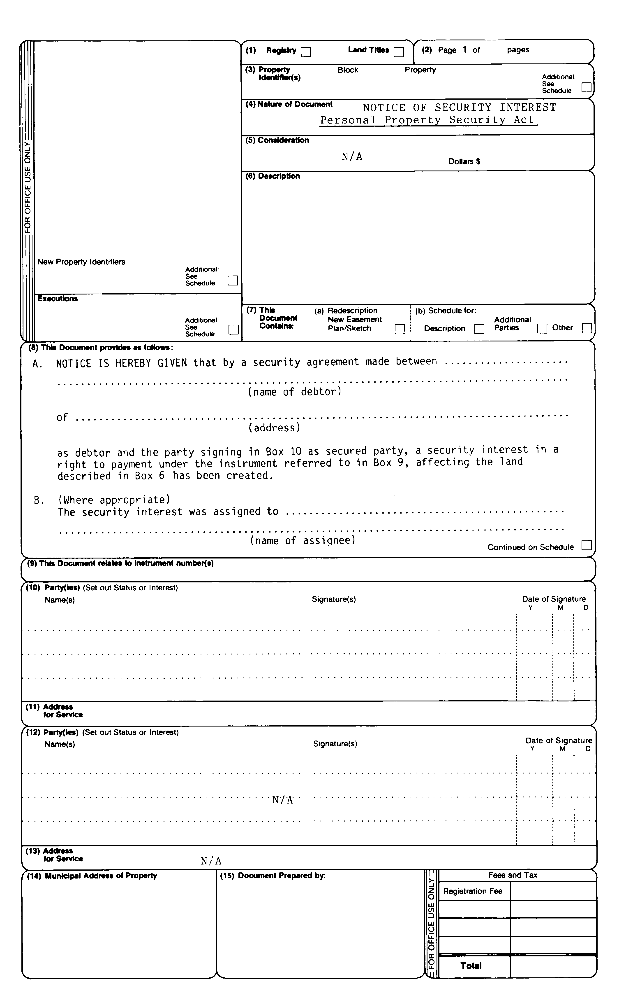 FOR OFFICE USE ONLY
New Property Identifiers
Additional:
See
Schedule
Executions
Additional:
See
Schedule
(1) Registry Land Titles
(2) Page 1 of pages
(3) Property Block Property
Identifier(s)
Additional:
See
Schedule
(4) Nature of Document NOTICE OF SECURITY INTEREST
Personal Property Security Act
(5) Consideration
N/A Dollars $
(6) Description
(7) This Document Contains:
(a) Redescription
New Easement
Plan/Sketch
(b) Schedule for:
Description
Additional
Parties
Other
(8) This Document provides as follows:
A. NOTICE IS HEREBY GIVEN that by a security agreement made between .....................
......................................................................................
(name of debtor)
of ...................................................................................
(address)
as debtor and the party signing in Box 10 as secured party, a security interest in a
right to payment under the instrument referred to in Box 9, affecting the land
described in Box 6 has been created.
B. (Where appropriate)
The security interest was assigned to ...............................................
.....................................................................................
(name of assignee)
Continued on Schedule
(9) This Document relates to instrument number(s)
(10) Party(ies) (Set out Status or Interest)
Name(s) Signature(s) Date of Signature
Y M D
(11) Address
for Service
(12) Party(ies) (Set out Status or Interest)
Name(s) Signature(s) Date of Signature
Y M D
N/A
(13) Address
for Service N/A
(14) Municipal Address of Property
(15) Document Prepared by:
FOR OFFICE USE ONLY
Fees and Tax
Registration Fee
Total